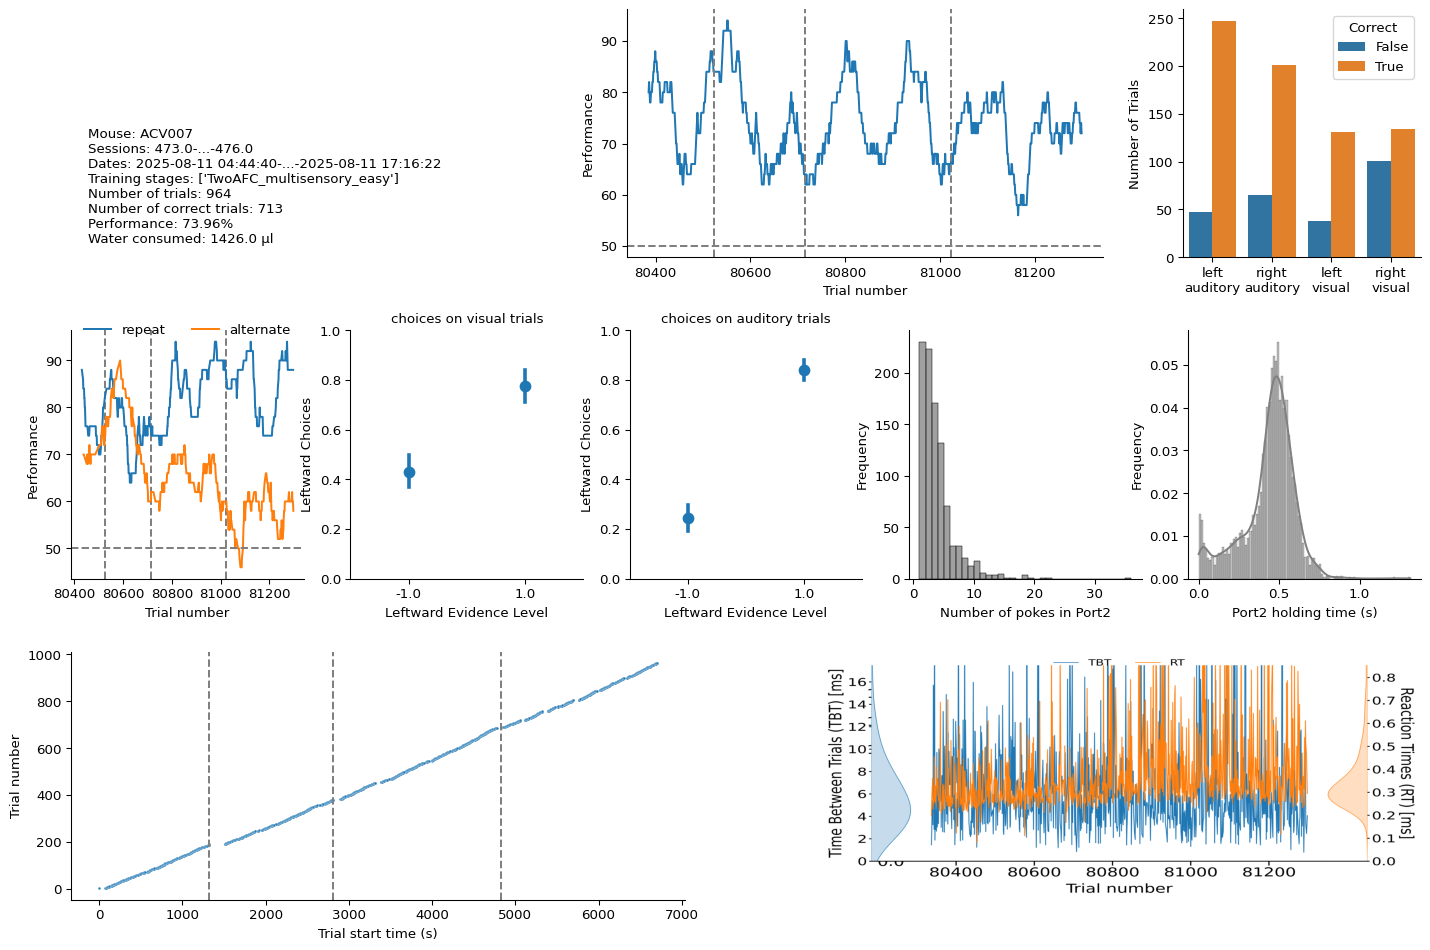 Mouse: ACV007
Sessions: 473.0-...-476.0
Dates: 2025-08-11 04:44:40-...-2025-08-11 17:16:22
Training stages: ['TwoAFC_multisensory_easy']
Number of trials: 964
Number of correct trials: 713
Performance: 73.96%
Water consumed: 1426.0 µl
Performance
90
80
70
60
50
80400 80600 80800 81000 81200
Trial number
Number of Trials
250
200
150
100
50
0
Correct
False
True
left auditory
right auditory
left visual
right visual
repeat alternate
Performance
90
80
70
60
50
80400 80600 80800 81000 81200
Trial number
choices on visual trials
Leftward Choices
1.0
0.8
0.6
0.4
0.2
0.0
-1.0 1.0
Leftward Evidence Level
choices on auditory trials
Leftward Choices
1.0
0.8
0.6
0.4
0.2
0.0
-1.0 1.0
Leftward Evidence Level
Frequency
200
150
100
50
0
0 10 20 30
Number of pokes in Port2
Frequency
0.05
0.04
0.03
0.02
0.01
0.00
0.0 0.5 1.0
Port2 holding time (s)
Trial number
1000
800
600
400
200
0
0 1000 2000 3000 4000 5000 6000 7000
Trial start time (s)
TBT RT
Time Between Trials (TBT) [ms]
16
14
12
10
8
6
4
2
0
0.0
80400 80600 80800 81000 81200
Trial number
0.8
0.7
0.6
0.5
0.4
0.3
0.2
0.1
0.0
Reaction Times (RT) [ms]